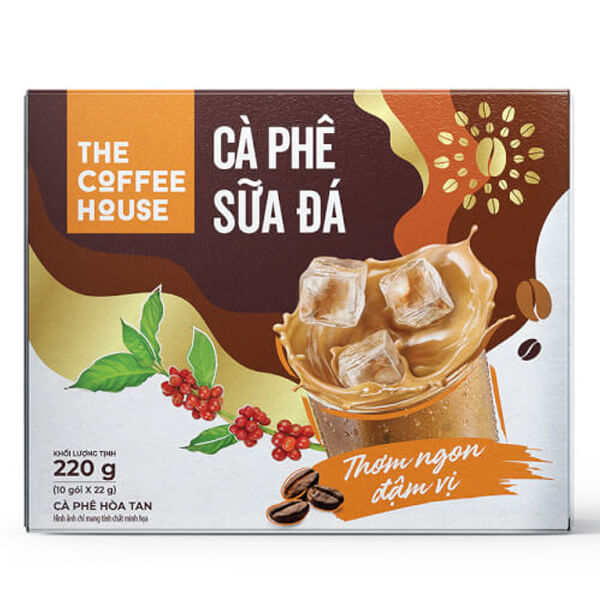 THE
COFFEE
HOUSE
CÀ PHÊ
SỮA ĐÁ
Thơm ngon
đậm vị
KHỐI LƯỢNG TỊNH
220 g
(10 gói X 22 g)
CÀ PHÊ HÒA TAN
Hình ảnh chỉ mang tính chất minh họa